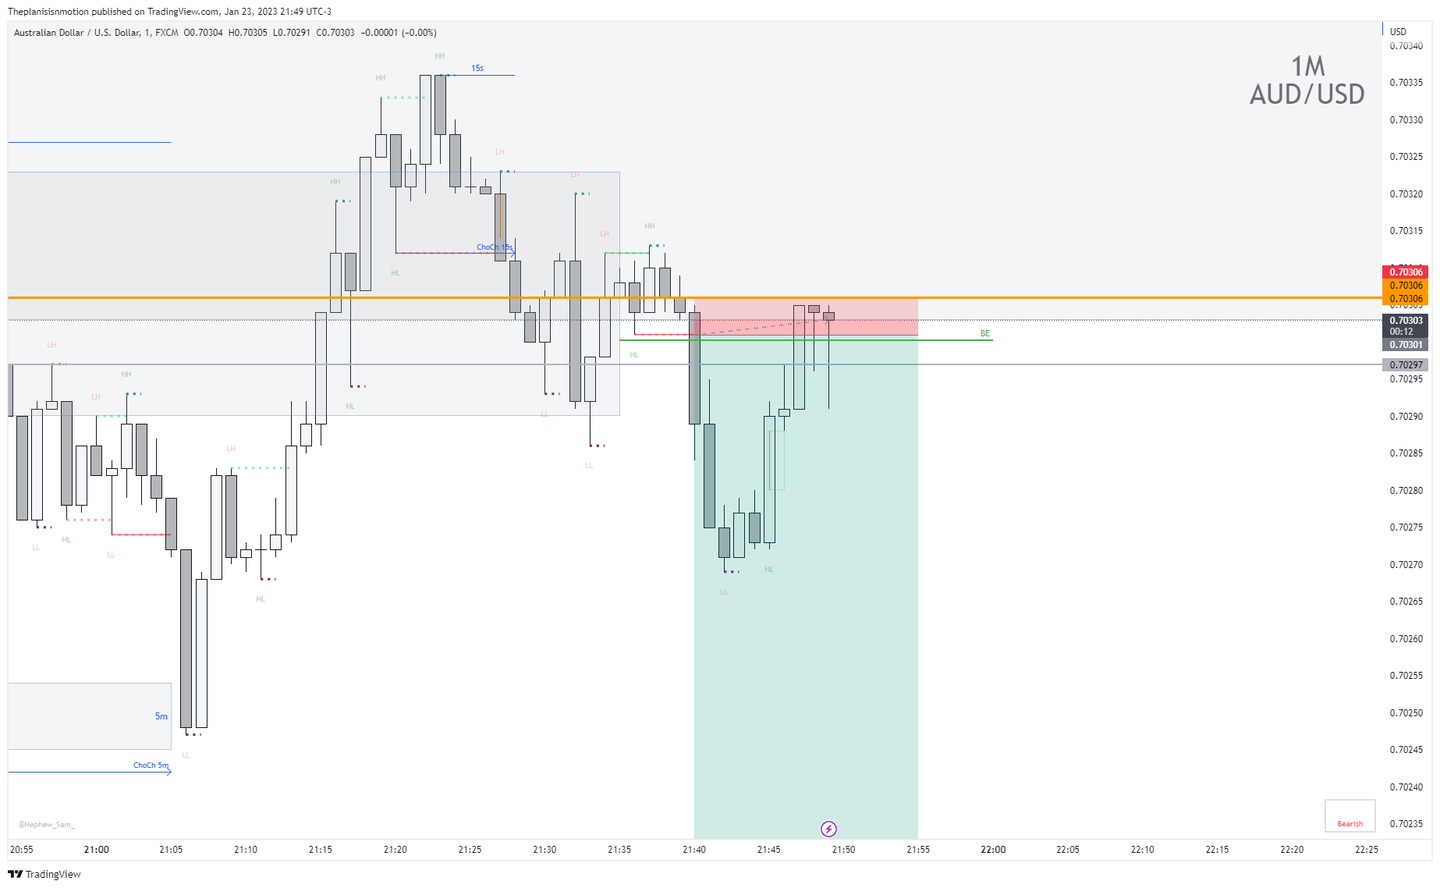 Theplanisinmotion published on TradingView.com, Jan 23, 2023 21:49 UTC-3
Australian Dollar / U.S. Dollar, 1, FXCM O0.70304 H0.70305 L0.70291 C0.70303 −0.00001 (−0.00%)
USD
1M
AUD/USD
0.70340
0.70335
0.70330
0.70325
0.70320
0.70315
0.70306
0.70306
0.70306
0.70303
00:12
0.70301
0.70297
0.70295
0.70290
0.70285
0.70280
0.70275
0.70270
0.70265
0.70260
0.70255
0.70250
0.70245
0.70240
0.70235
HH
15s
HH
LH
LH
HH
HH
LH
ChoCh 15s
HL
BE
LH
HL
HH
LH
HL
LL
LH
LL
LL
HL
LL
HL
LL
HL
LL
5m
LL
ChoCh 5m
@Nephew_Sam_
Bearish
20:55 21:00 21:05 21:10 21:15 21:20 21:25 21:30 21:35 21:40 21:45 21:50 21:55 22:00 22:05 22:10 22:15 22:20 22:25
TradingView